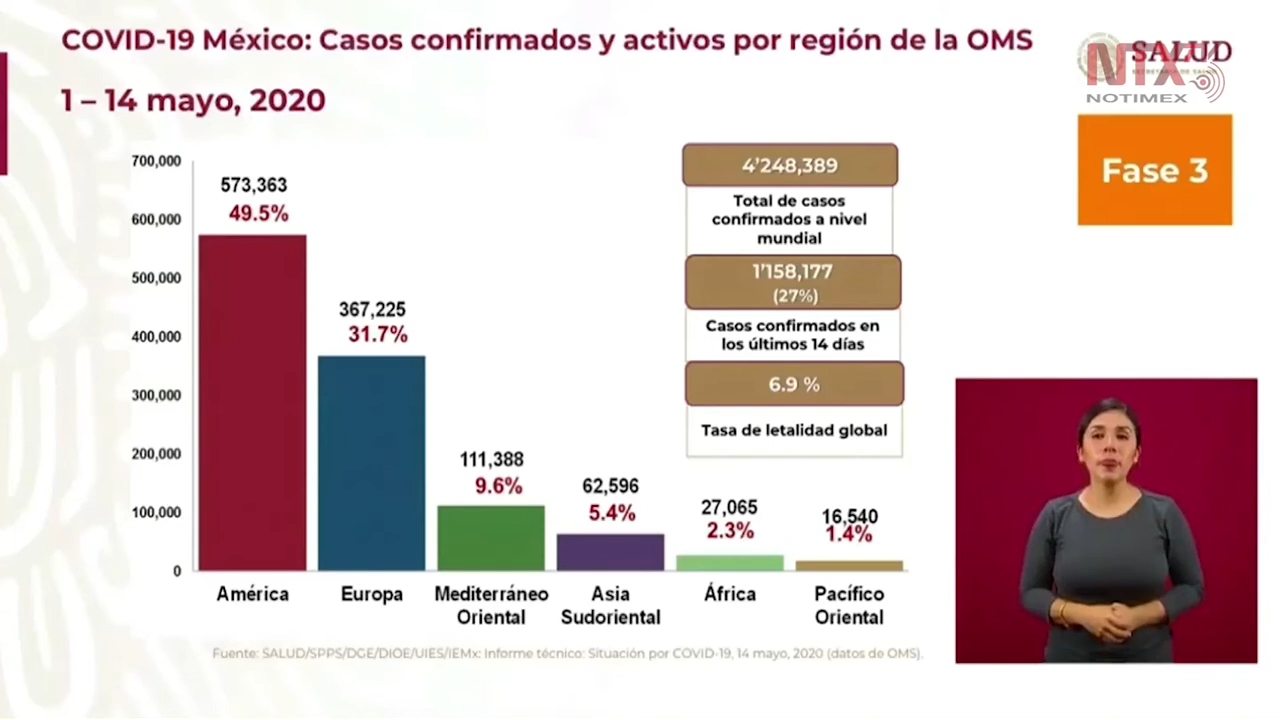 COVID-19 México: Casos confirmados y activos por región de la OMS
1 – 14 mayo, 2020
SALUD
SECRETARÍA DE SALUD
NTX
NOTIMEX
Fase 3
700,000
600,000
500,000
400,000
300,000
200,000
100,000
0
573,363
49.5%
367,225
31.7%
111,388
9.6%
62,596
5.4%
27,065
2.3%
16,540
1.4%
América
Europa
Mediterráneo
Oriental
Asia
Sudoriental
África
Pacífico
Oriental
4’248,389
Total de casos
confirmados a nivel
mundial
1’158,177
(27%)
Casos confirmados en
los últimos 14 días
6.9 %
Tasa de letalidad global
Fuente: SALUD/SPPS/DGE/DIOE/UIES/IEMx: Informe técnico: Situación por COVID-19, 14 mayo, 2020 (datos de OMS).